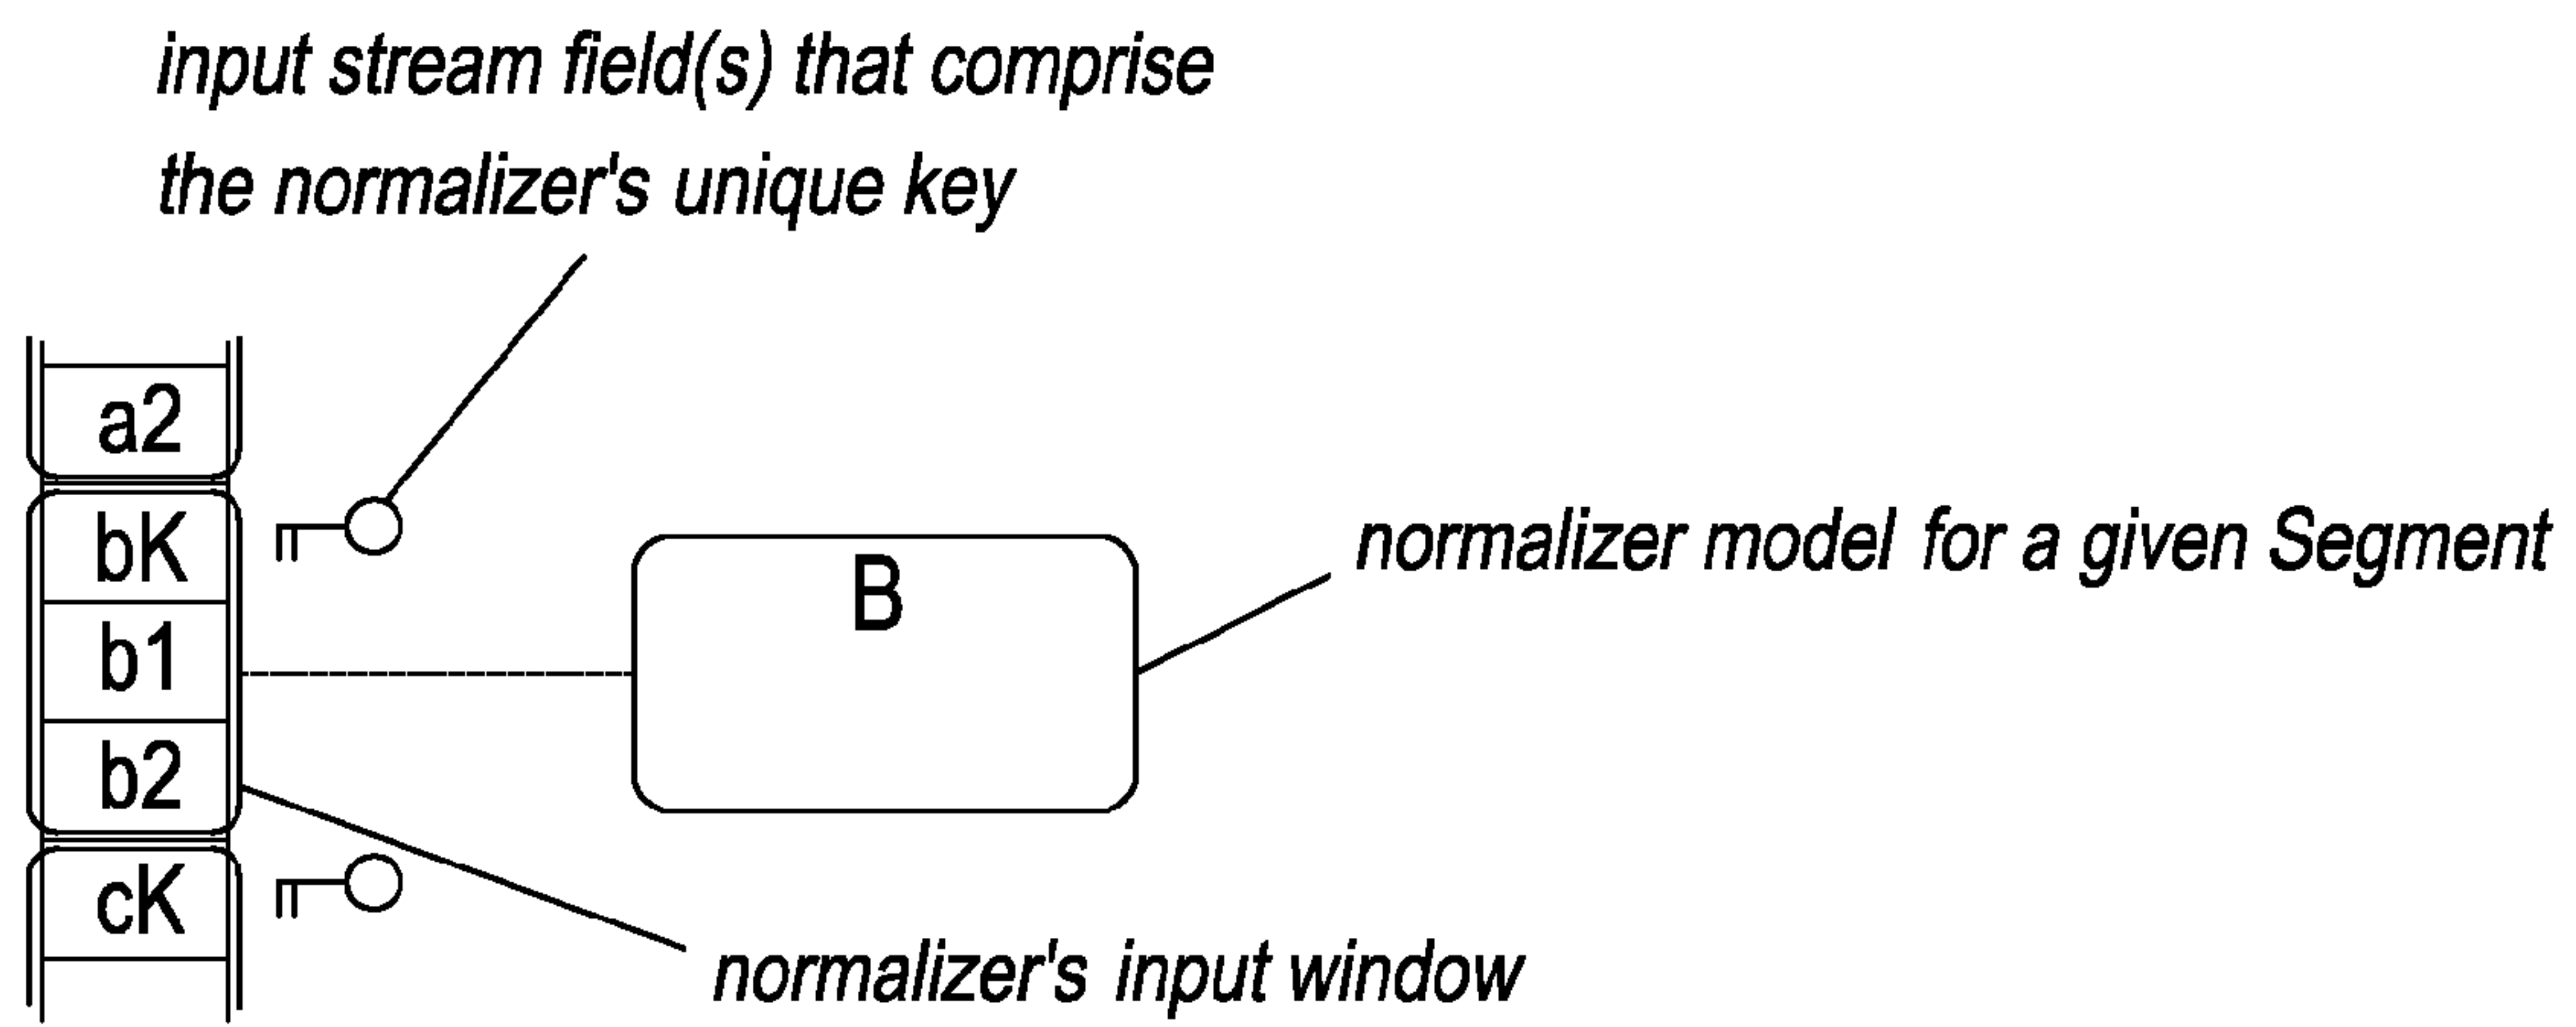 input stream field(s) that comprise
the normalizer's unique key
a2
bK
b1
b2
cK
B
normalizer model for a given Segment
normalizer's input window